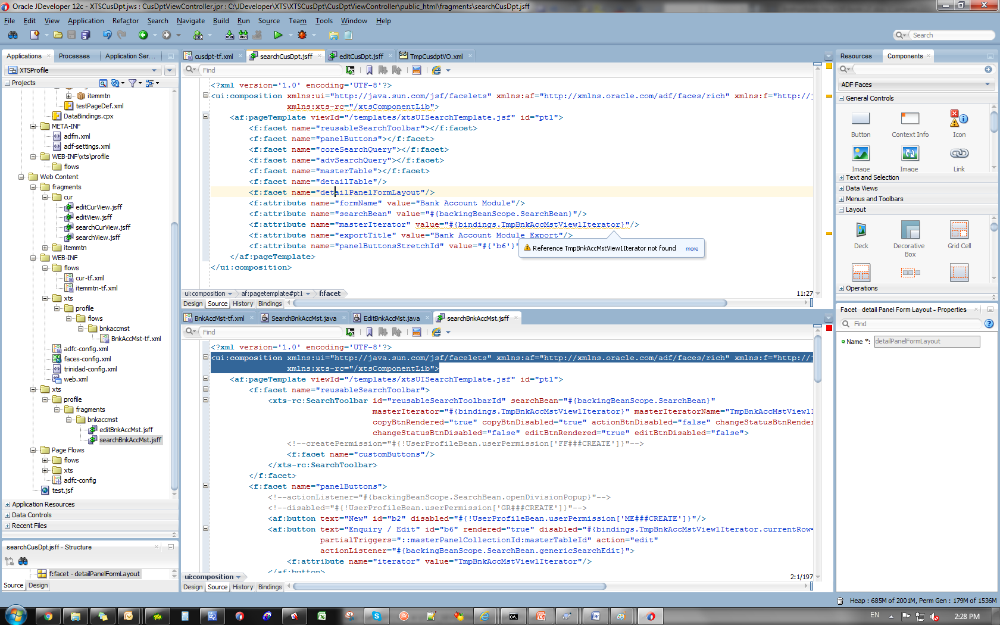 Oracle JDeveloper 12c - XTSCusDpt.jws : CusDptViewController.jpr : C:\JDeveloper\XTS\XTSCusDpt\CusDptViewController\public_html\fragments\searchCusDpt.jsff
File Edit View Application Refactor Search Navigate Build Run Source Team Tools Window Help
Search
Applications Processes Application Ser...
XTSProfile
Projects
itemmtn
testPageDef.xml
DataBindings.cpx
META-INF
adfm.xml
adf-settings.xml
WEB-INF\xts\profile
flows
Web Content
fragments
cur
editCurView.jsff
editView.jsff
searchCurView.jsff
searchView.jsff
itemmtn
WEB-INF
flows
cur-tf.xml
itemmtn-tf.xml
xts
profile
flows
bnkaccmst
BnkAccMst-tf.xml
adfc-config.xml
faces-config.xml
trinidad-config.xml
web.xml
xts
profile
fragments
bnkaccmst
editBnkAccMst.jsff
searchBnkAccMst.jsff
Page Flows
flows
xts
adfc-config
test.jsf
Application Resources
Data Controls
Recent Files
searchCusDpt.jsff - Structure
f:facet - detailPanelFormLayout
Source Design
cusdpt-tf.xml searchCusDpt.jsff editCusDpt.jsff TmpCusdptVO.xml
Find
<?xml version='1.0' encoding='UTF-8'?>
<ui:composition xmlns:ui="http://java.sun.com/jsf/facelets" xmlns:af="http://xmlns.oracle.com/adf/faces/rich" xmlns:f="http://j
xmlns:xts-rc="/xtsComponentLib">
<af:pageTemplate viewId="/templates/xtsUISearchTemplate.jsf" id="pt1">
<f:facet name="reusableSearchToolbar"></f:facet>
<f:facet name="panelButtons"></f:facet>
<f:facet name="coreSearchQuery"></f:facet>
<f:facet name="advSearchQuery"></f:facet>
<f:facet name="masterTable"></f:facet>
<f:facet name="detailTable"/>
<f:facet name="detailPanelFormLayout"/>
<f:attribute name="formName" value="Bank Account Module"/>
<f:attribute name="searchBean" value="#{backingBeanScope.SearchBean}"/>
<f:attribute name="masterIterator" value="#{bindings.TmpBnkAccMstView1Iterator}"/>
<f:attribute name="exportTitle" value="Bank Account Module Export"/>
<f:attribute name="panelButtonsStretchId" value="#{'b6'}"
Reference TmpBnkAccMstView1Iterator not found more
</af:pageTemplate>
</ui:composition>
ui:composition af:pagetemplate#pt1 f:facet 11:27
Design Source History Bindings
BnkAccMst-tf.xml SearchBnkAccMst.java EditBnkAccMst.java searchBnkAccMst.jsff
Find
<?xml version='1.0' encoding='UTF-8'?>
<ui:composition xmlns:ui="http://java.sun.com/jsf/facelets" xmlns:af="http://xmlns.oracle.com/adf/faces/rich" xmlns:f="http://j
xmlns:xts-rc="/xtsComponentLib">
<af:pageTemplate viewId="/templates/xtsUISearchTemplate.jsf" id="pt1">
<f:facet name="reusableSearchToolbar">
<xts-rc:SearchToolbar id="reusableSearchToolbarId" searchBean="#{backingBeanScope.SearchBean}"
masterIterator="#{bindings.TmpBnkAccMstView1Iterator}" masterIteratorName="TmpBnkAccMstView1I
copyBtnRendered="true" copyBtnDisabled="true" actionBtnDisabled="false" changeStatusBtnRender
changeStatusBtnDisabled="false" editBtnRendered="true" editBtnDisabled="false">
<!--createPermission="#{!UserProfileBean.userPermission['FF###CREATE']}"-->
<f:facet name="customButtons"/>
</xts-rc:SearchToolbar>
</f:facet>
<f:facet name="panelButtons">
<!--actionListener="#{backingBeanScope.SearchBean.openDivisionPopup}"-->
<!--disabled="#{!UserProfileBean.userPermission['GR###CREATE']}"-->
<af:button text="New" id="b2" disabled="#{!UserProfileBean.userPermission['ME###CREATE']}"/>
<af:button text="Enquiry / Edit" id="b6" rendered="true" disabled="#{bindings.TmpBnkAccMstView1Iterator.currentRow=
partialTriggers="::masterPanelCollectionId:masterTableId" action="edit"
actionListener="#{backingBeanScope.SearchBean.genericSearchEdit}">
<f:attribute name="iterator" value="TmpBnkAccMstView1Iterator"/>
</af:button>
ui:composition 2:1/197
Design Source History Bindings
Resources Components
ADF Faces
General Controls
Button Context Info Icon
Image Image Link
Text and Selection
Data Views
Menus and Toolbars
Layout
Deck Decorative Box Grid Cell
Operations
Facet detail Panel Form Layout - Properties
Find
Name *: detailPanelFormLayout
Heap : 685M of 2001M, Perm Gen : 179M of 1536M
EN 2:28 PM